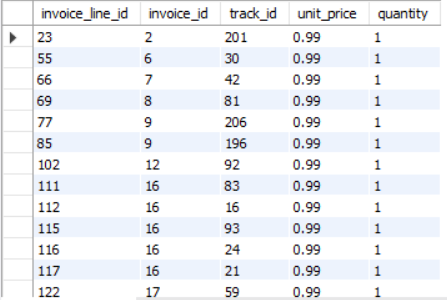 invoice_line_id invoice_id track_id unit_price quantity
23 2 201 0.99 1
55 6 30 0.99 1
66 7 42 0.99 1
69 8 81 0.99 1
77 9 206 0.99 1
85 9 196 0.99 1
102 12 92 0.99 1
111 16 83 0.99 1
112 16 16 0.99 1
115 16 93 0.99 1
116 16 24 0.99 1
117 16 21 0.99 1
122 17 59 0.99 1